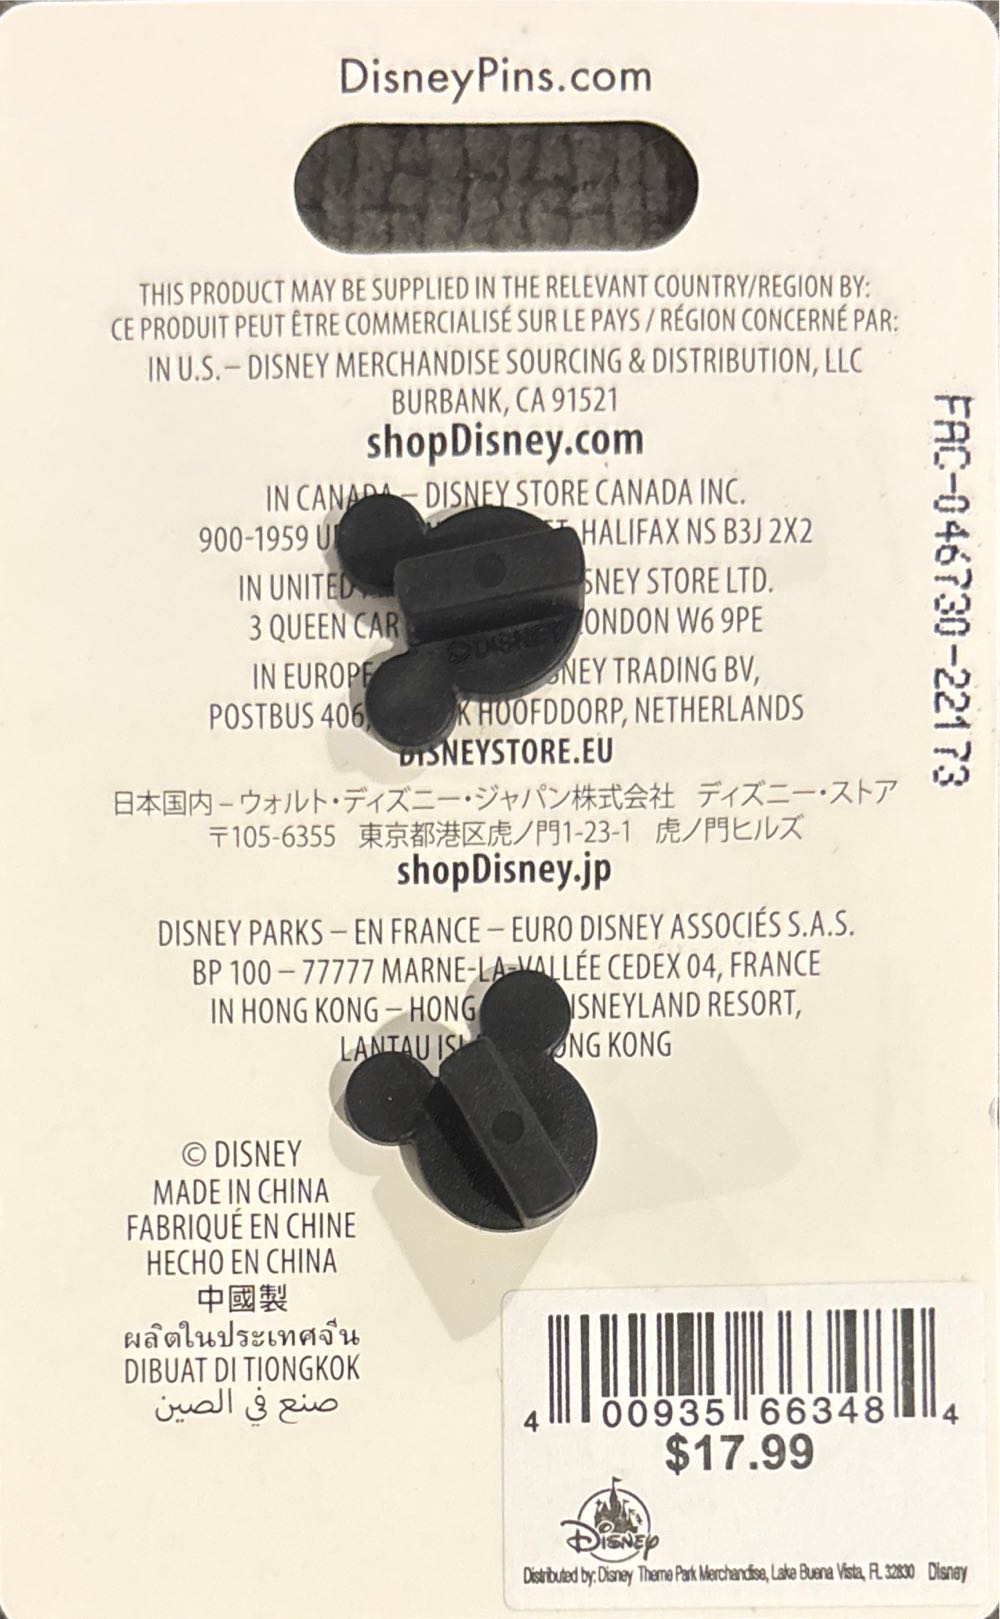 DisneyPins.com
THIS PRODUCT MAY BE SUPPLIED IN THE RELEVANT COUNTRY/REGION BY:
CE PRODUIT PEUT ÊTRE COMMERCIALISÉ SUR LE PAYS / RÉGION CONCERNÉ PAR:
IN U.S.– DISNEY MERCHANDISE SOURCING & DISTRIBUTION, LLC
BURBANK, CA 91521
shopDisney.com
IN CANADA – DISNEY STORE CANADA INC.
900-1959 HALIFAX NS B3J 2X2
IN UNITED STORE LTD.
3 QUEEN LONDON W6 9PE
IN EUROPE TRADING BV,
POSTBUS 406, HOOFDDORP, NETHERLANDS
DISNEYSTORE.EU
日本国内 – ウォルト・ディズニー・ジャパン株式会社 ディズニー・ストア
〒105-6355 東京都港区虎ノ門1-23-1 虎ノ門ヒルズ
shopDisney.jp
DISNEY PARKS – EN FRANCE – EURO DISNEY ASSOCIÉS S.A.S.
BP 100 – 77777 MARNE-LA-VALLÉE CEDEX 04, FRANCE
IN HONG KONG – HONG DISNEYLAND RESORT,
LANTAU KONG
©DISNEY
FAC-046730-22173
© DISNEY
MADE IN CHINA
FABRIQUÉ EN CHINE
HECHO EN CHINA
中國製
ผลิตในประเทศจีน
DIBUAT DI TIONGKOK
صنع في الصين
4 00935 66348 4
$17.99
DISNEY
Distributed by: Disney Theme Park Merchandise, Lake Buena Vista, FL 32830 Disney